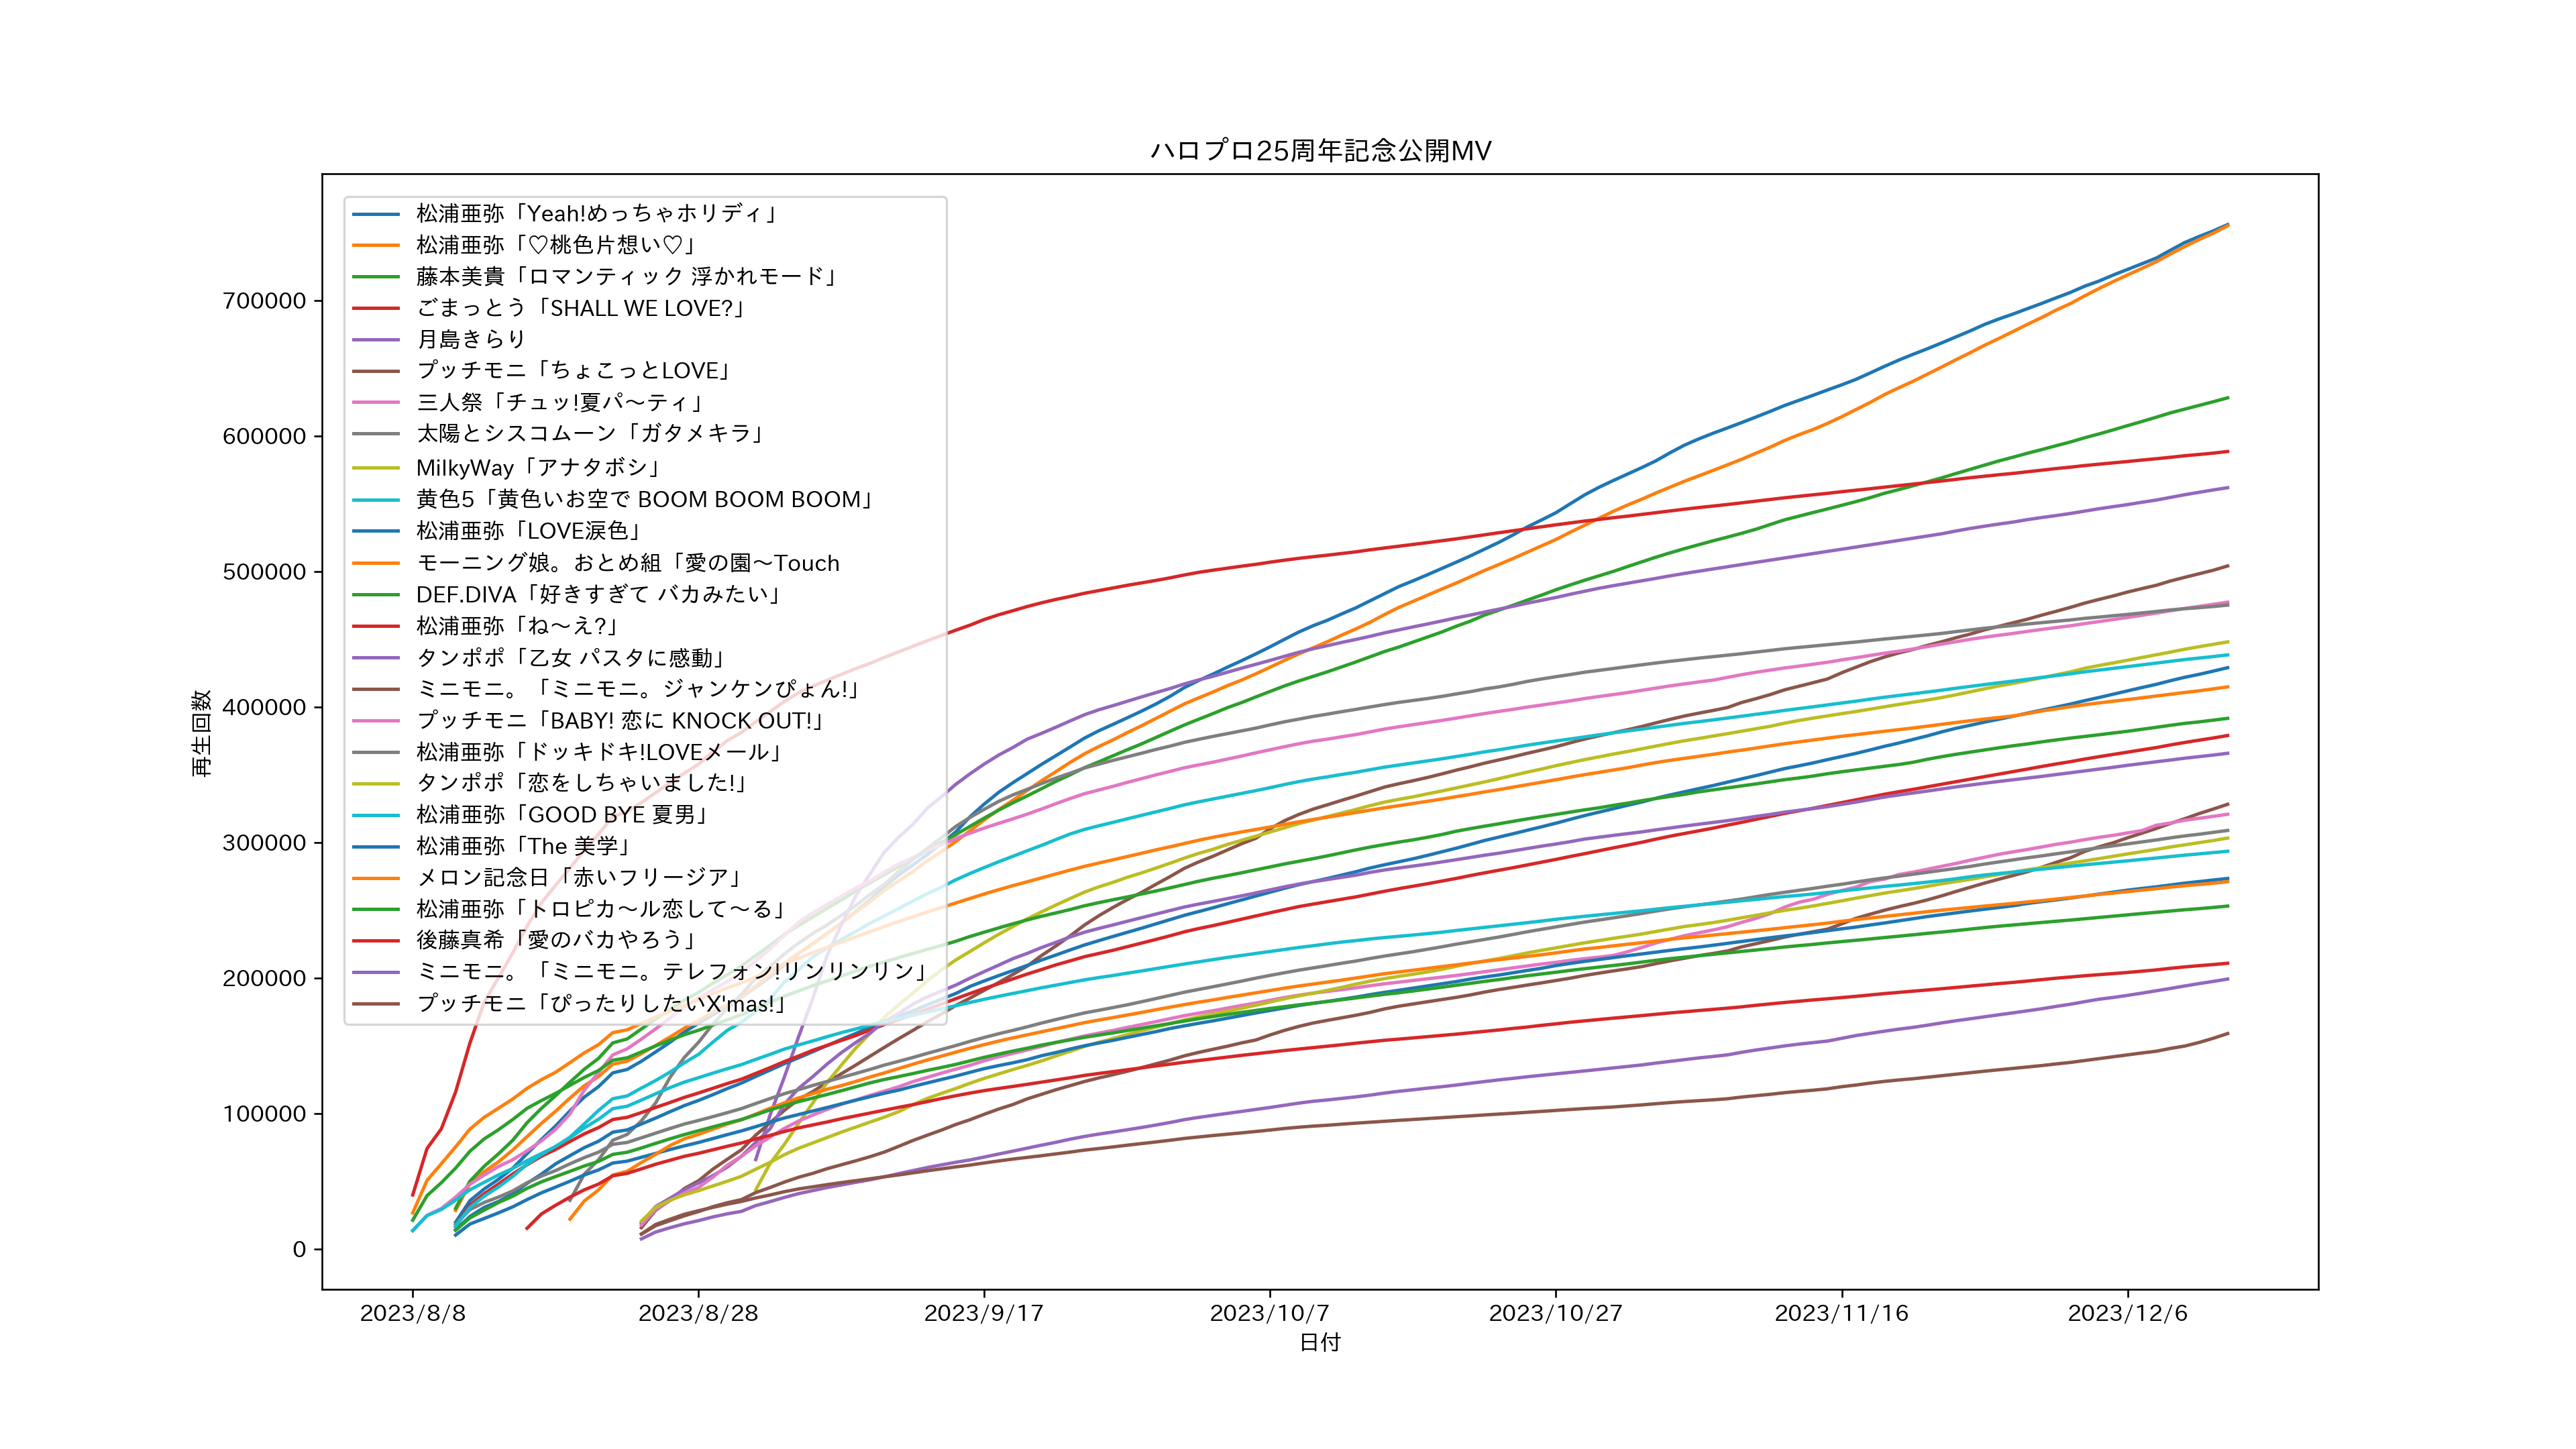 ハロプロ25周年記念公開MV
松浦亜弥「Yeah!めっちゃホリディ」
松浦亜弥「♡桃色片想い♡」
藤本美貴「ロマンティック 浮かれモード」
ごまっとう「SHALL WE LOVE?」
月島きらり
プッチモニ「ちょこっとLOVE」
三人祭「チュッ!夏パ〜ティ」
太陽とシスコムーン「ガタメキラ」
MilkyWay「アナタボシ」
黄色5「黄色いお空で BOOM BOOM BOOM」
松浦亜弥「LOVE涙色」
モーニング娘。おとめ組「愛の園〜Touch
DEF.DIVA「好きすぎて バカみたい」
松浦亜弥「ね〜え?」
タンポポ「乙女 パスタに感動」
ミニモニ。「ミニモニ。ジャンケンぴょん!」
プッチモニ「BABY! 恋に KNOCK OUT!」
松浦亜弥「ドッキドキ!LOVEメール」
タンポポ「恋をしちゃいました!」
松浦亜弥「GOOD BYE 夏男」
松浦亜弥「The 美学」
メロン記念日「赤いフリージア」
松浦亜弥「トロピカ〜ル恋して〜る」
後藤真希「愛のバカやろう」
ミニモニ。「ミニモニ。テレフォン!リンリンリン」
プッチモニ「ぴったりしたいX'mas!」
再生回数
700000
600000
500000
400000
300000
200000
100000
0
2023/8/8 2023/8/28 2023/9/17 2023/10/7 2023/10/27 2023/11/16 2023/12/6
日付